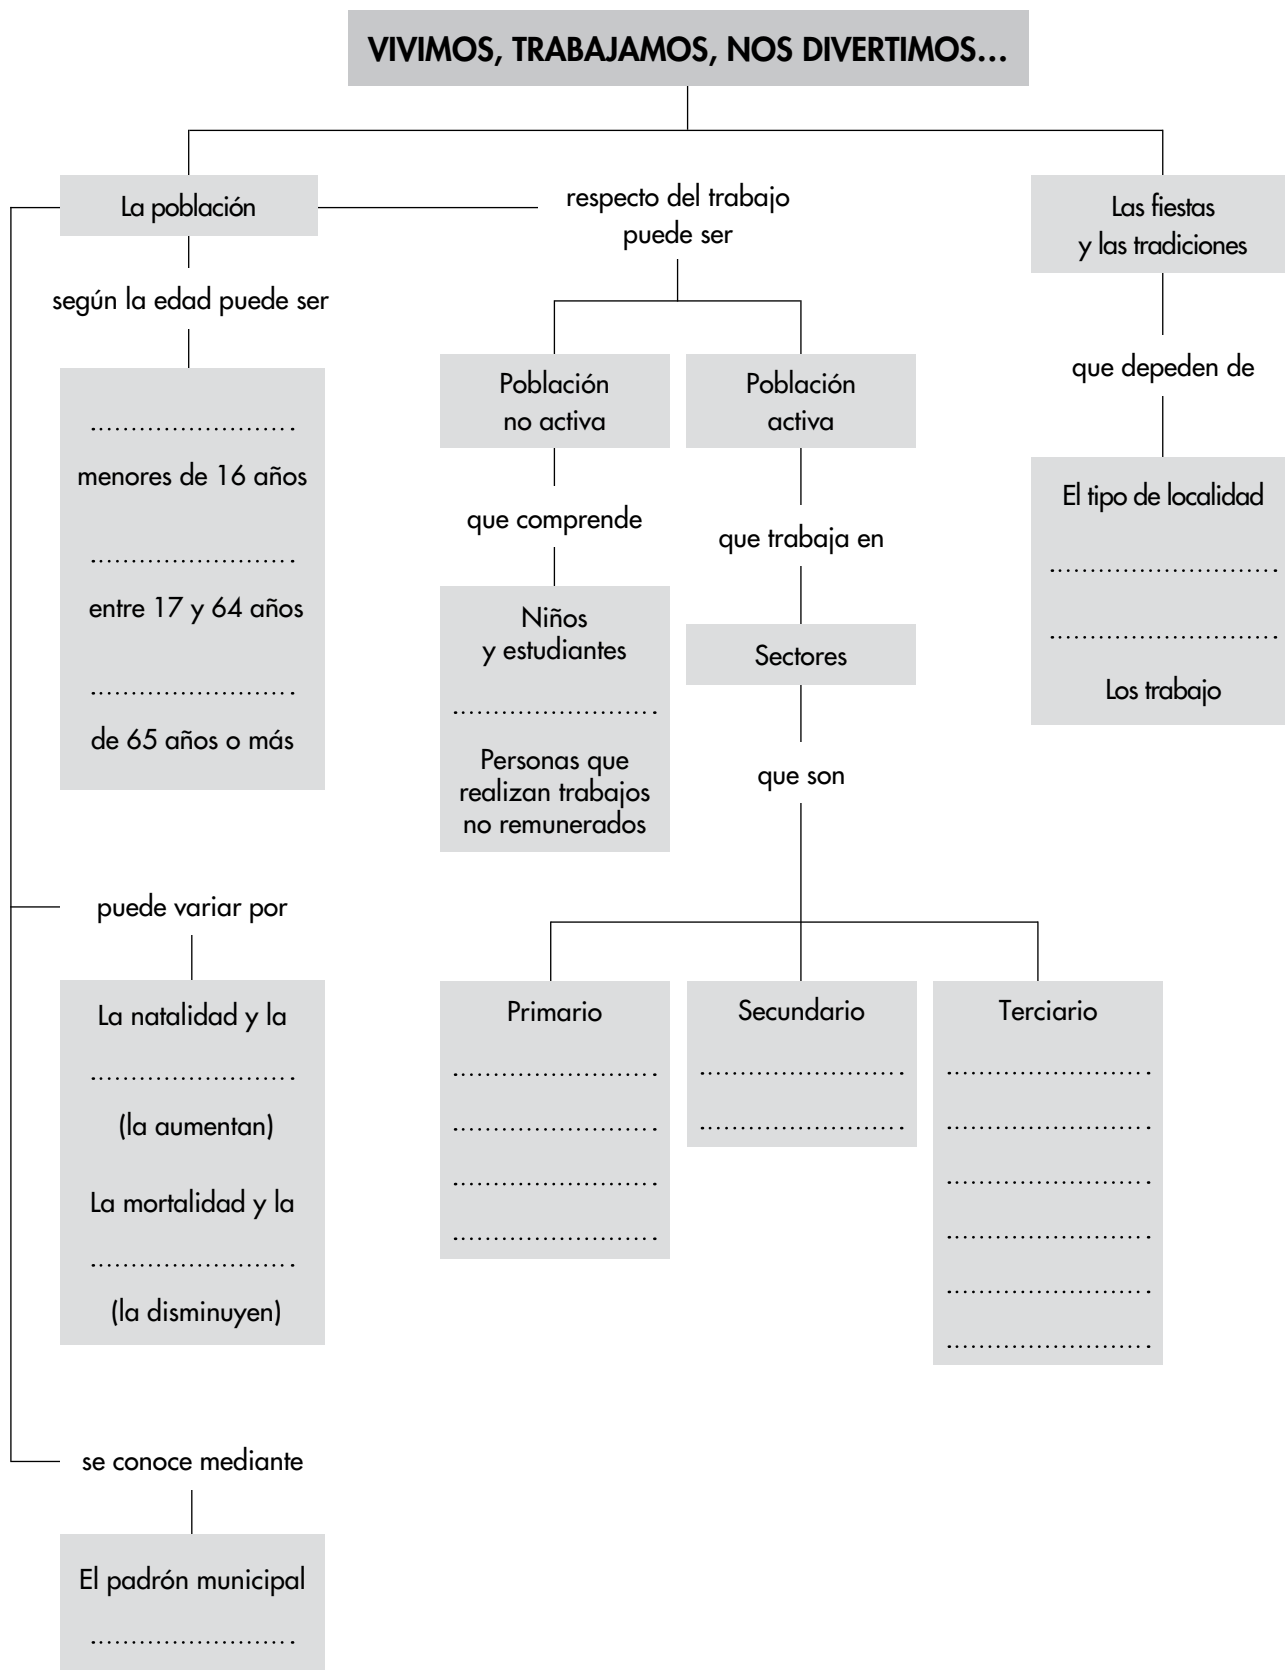 VIVIMOS, TRABAJAMOS, NOS DIVERTIMOS...
La población
según la edad puede ser
........................
menores de 16 años
........................
entre 17 y 64 años
........................
de 65 años o más
puede variar por
La natalidad y la
........................
(la aumentan)
La mortalidad y la
........................
(la disminuyen)
se conoce mediante
El padrón municipal
........................
respecto del trabajo
puede ser
Población
no activa
que comprende
Niños
y estudiantes
........................
Personas que
realizan trabajos
no remunerados
Población
activa
que trabaja en
Sectores
que son
Primario
........................
........................
........................
........................
Secundario
........................
........................
Terciario
........................
........................
........................
........................
........................
........................
Las fiestas
y las tradiciones
que depeden de
El tipo de localidad
...........................
...........................
Los trabajo